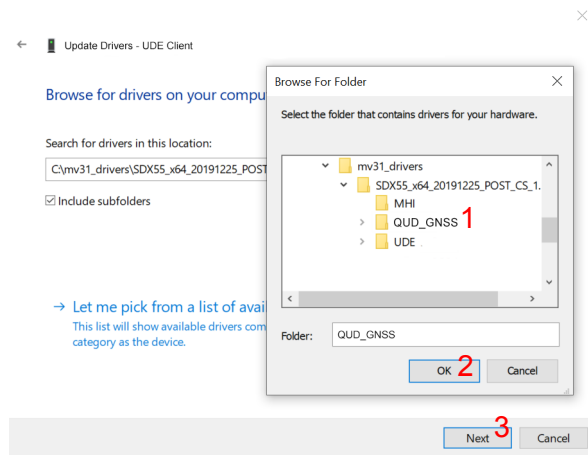 Update Drivers - UDE Client
Browse for drivers on your compu
Search for drivers in this location:
C:\mv31_drivers\SDX55_x64_20191225_POST
Include subfolders
Let me pick from a list of avail
This list will show available drivers com
category as the device.
Browse For Folder
Select the folder that contains drivers for your hardware.
mv31_drivers
SDX55_x64_20191225_POST_CS_1.
MHI
QUD_GNSS 1
UDE
Folder: QUD_GNSS
OK 2 Cancel
Next 3 Cancel